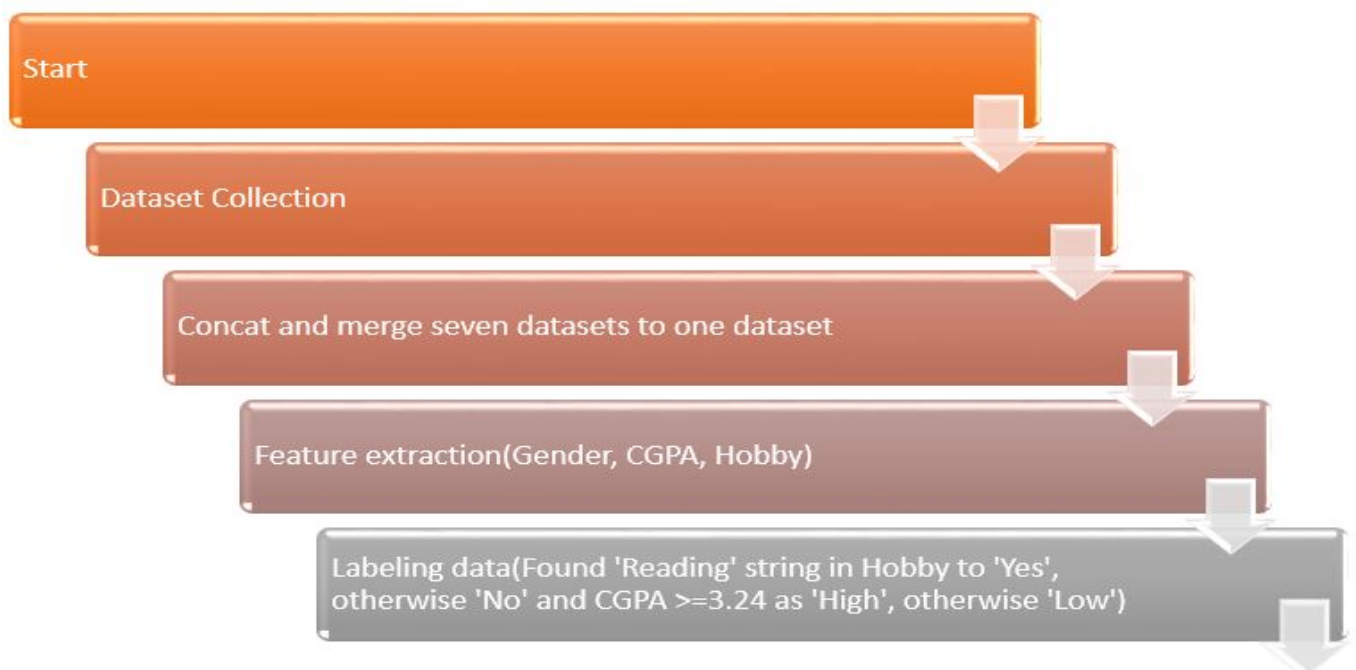 Start
Dataset Collection
Concat and merge seven datasets to one dataset
Feature extraction(Gender, CGPA, Hobby)
Labeling data(Found 'Reading' string in Hobby to 'Yes',
otherwise 'No' and CGPA >=3.24 as 'High', otherwise 'Low')